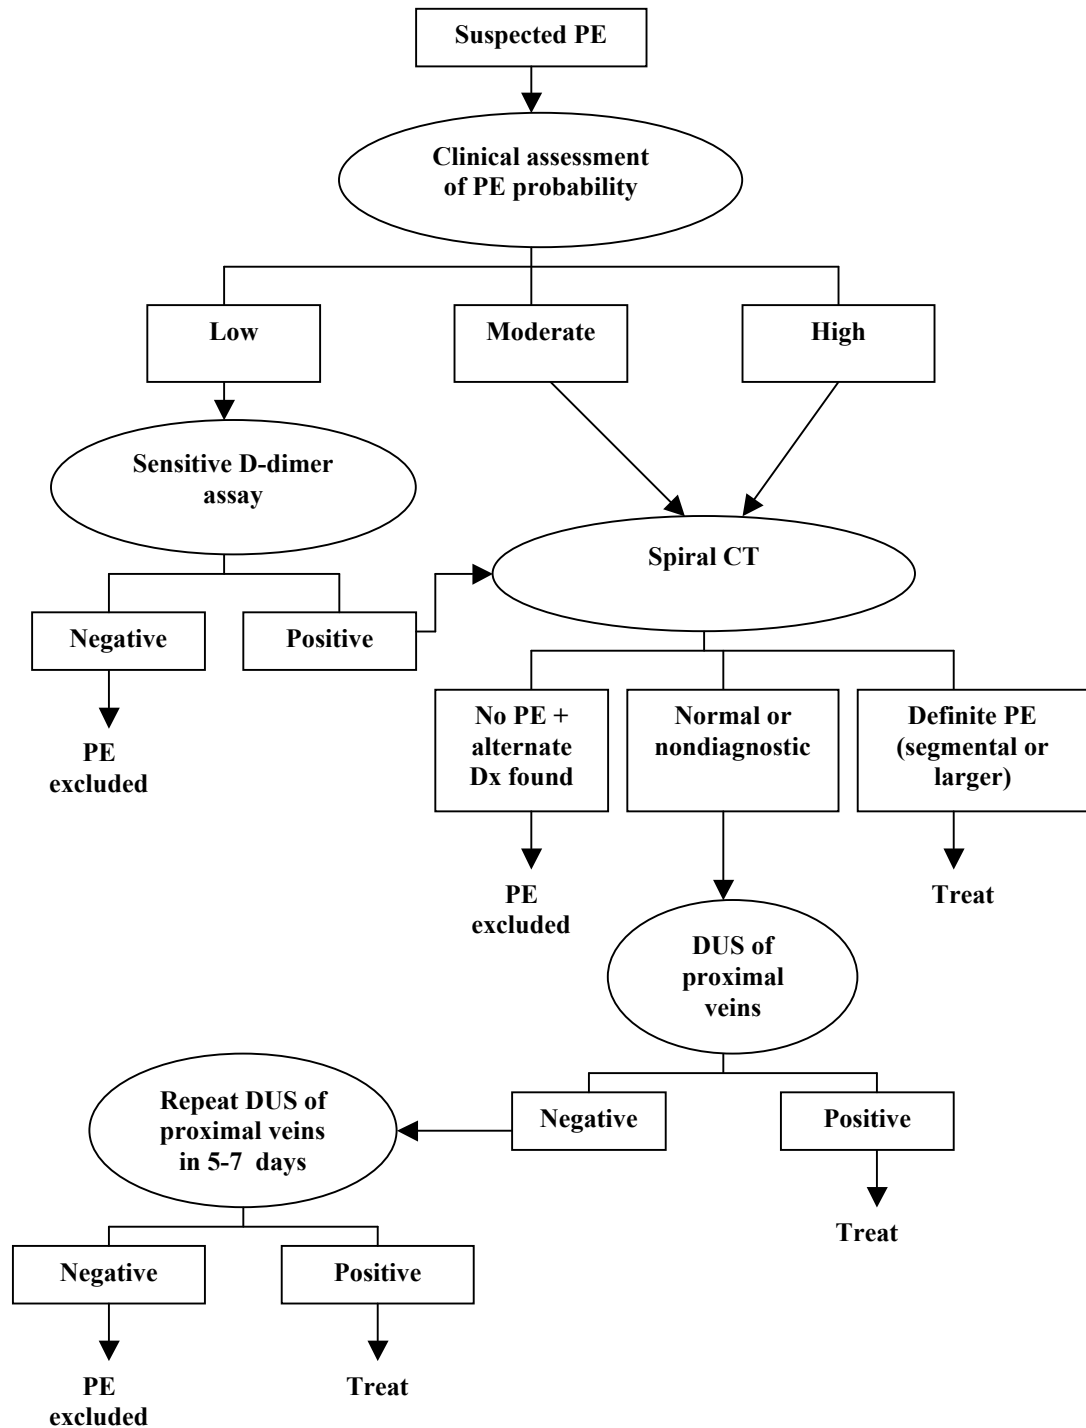 Suspected PE
Clinical assessment
of PE probability
Low
Moderate
High
Sensitive D-dimer
assay
Spiral CT
Negative
Positive
PE
excluded
No PE +
alternate
Dx found
Normal or
nondiagnostic
Definite PE
(segmental or
larger)
PE
excluded
Treat
DUS of
proximal
veins
Negative
Positive
Repeat DUS of
proximal veins
in 5-7 days
Treat
Negative
Positive
PE
excluded
Treat